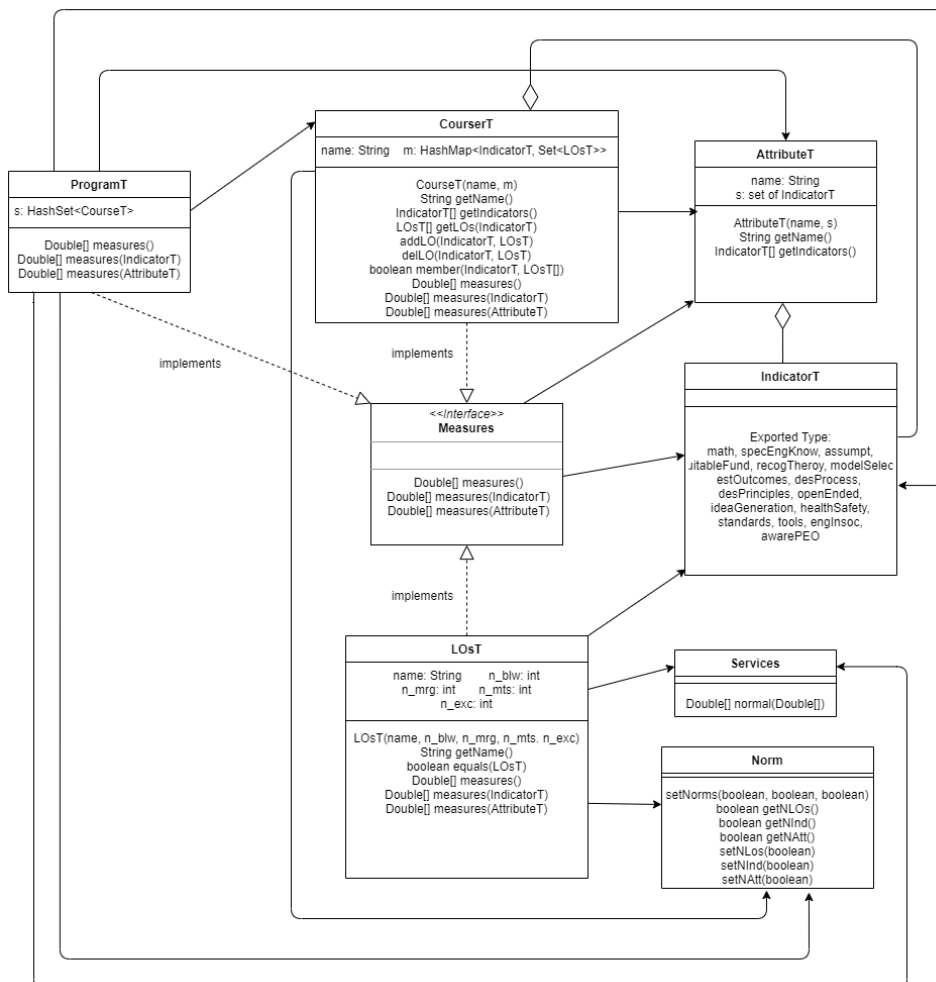 CourserT
name: String m: HashMap<IndicatorT, Set<LOsT>>
CourseT(name, m)
String getName()
IndicatorT[] getIndicators()
LOsT[] getLOs(IndicatorT)
addLO(IndicatorT, LOsT)
delLO(IndicatorT, LOsT)
boolean member(IndicatorT, LOsT[])
Double[] measures()
Double[] measures(IndicatorT)
Double[] measures(AttributeT)
AttributeT
name: String
s: set of IndicatorT
AttributeT(name, s)
String getName()
IndicatorT[] getIndicators()
ProgramT
s: HashSet<CourseT>
Double[] measures()
Double[] measures(IndicatorT)
Double[] measures(AttributeT)
implements
implements
<<Interface>>
Measures
Double[] measures()
Double[] measures(IndicatorT)
Double[] measures(AttributeT)
IndicatorT
Exported Type:
math, specEngKnow, assumpt,
uitableFund, recogTheroy, modelSelec
estOutcomes, desProcess,
desPrinciples, openEnded,
ideaGeneration, healthSafety,
standards, tools, engInsoc,
awarePEO
implements
LOsT
name: String n_blw: int
n_mrg: int n_mts: int
n_exc: int
LOsT(name, n_blw, n_mrg, n_mts. n_exc)
String getName()
boolean equals(LOsT)
Double[] measures()
Double[] measures(IndicatorT)
Double[] measures(AttributeT)
Services
Double[] normal(Double[])
Norm
setNorms(boolean, boolean, boolean)
boolean getNLOs()
boolean getNInd()
boolean getNAtt()
setNLos(boolean)
setNInd(boolean)
setNAtt(boolean)